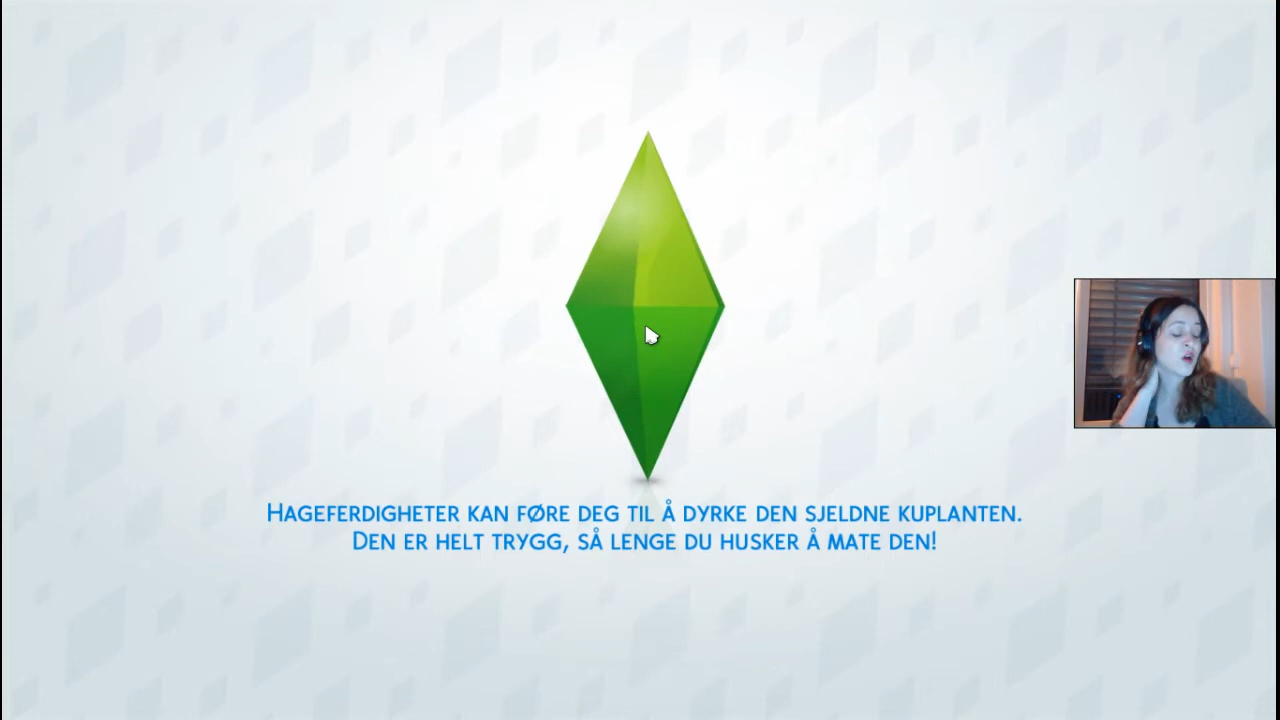 Hageferdigheter kan føre deg til å dyrke den sjeldne kuplanten.
Den er helt trygg, så lenge du husker å mate den!